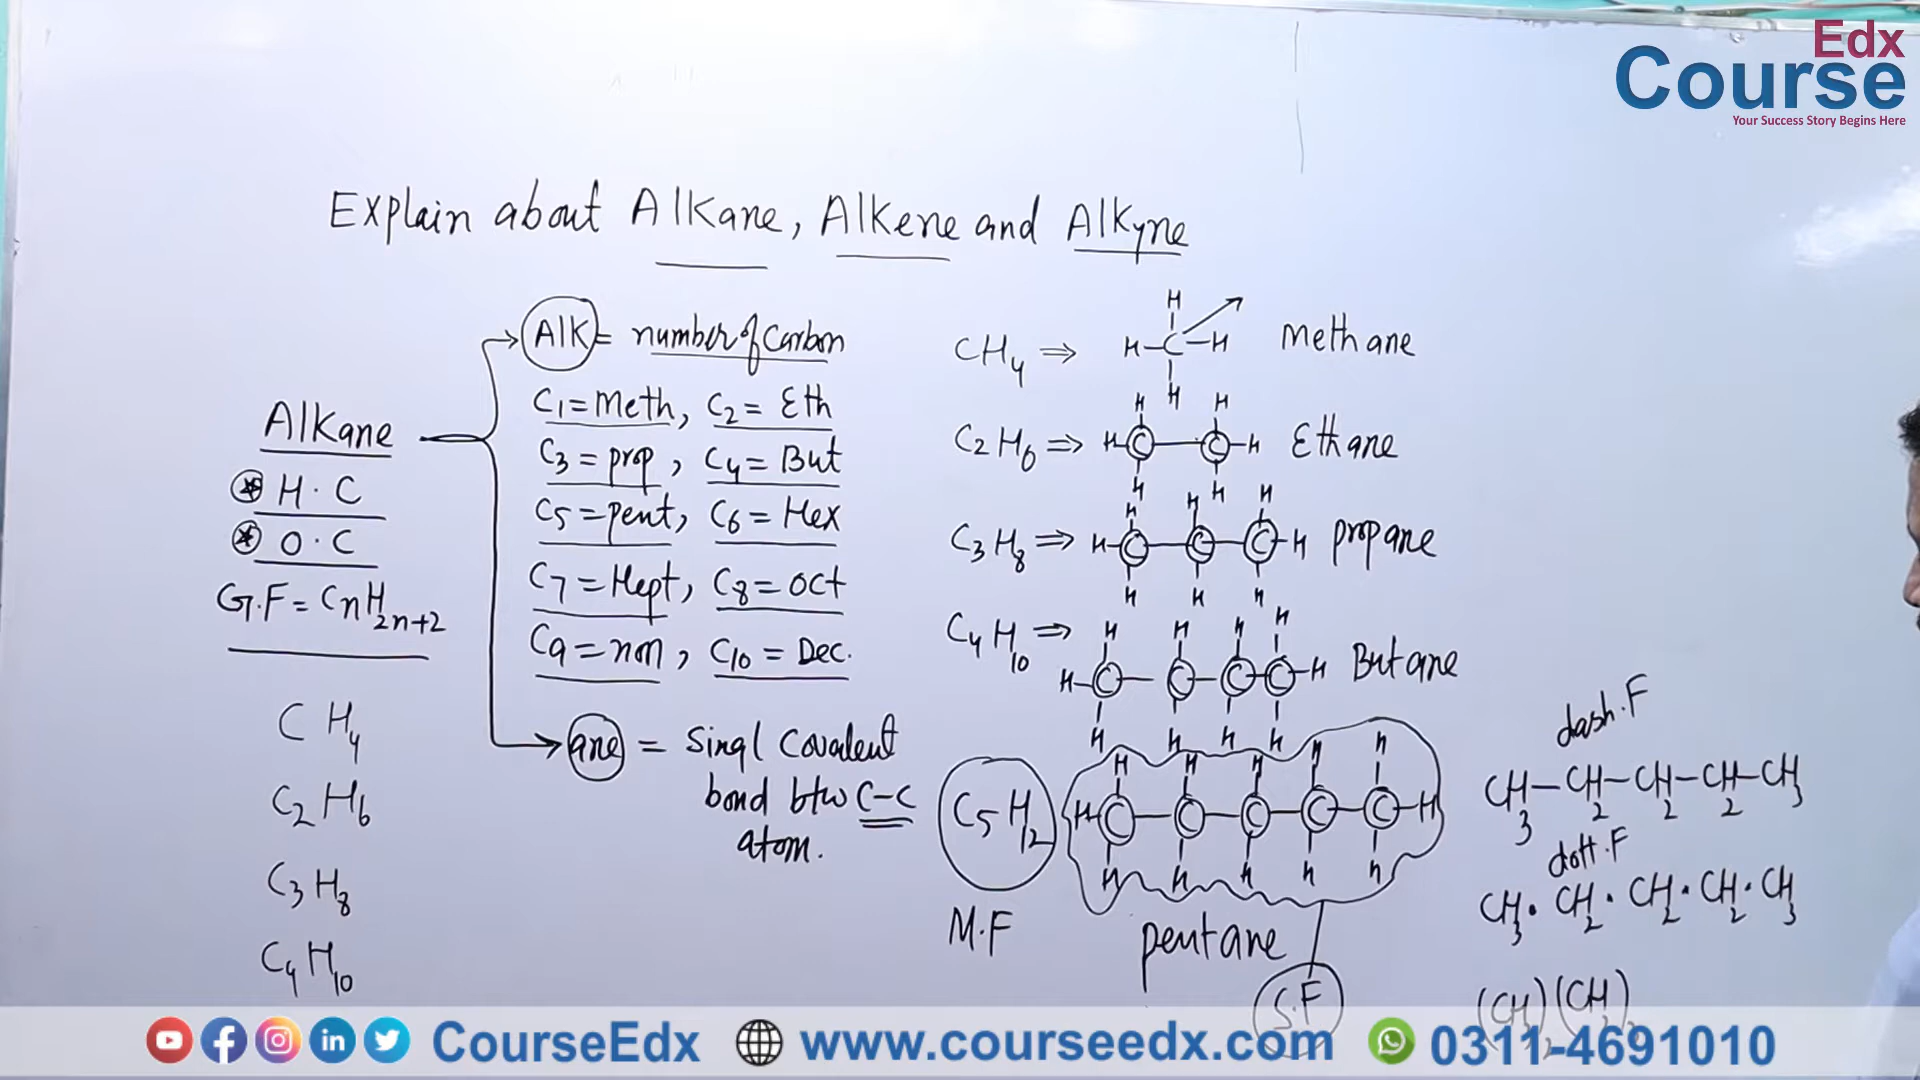 Edx
Course
Your Success Story Begins Here
Explain about Alkane, Alkene and Alkyne
Alkane
H.C
O.C
G.F = CnH2n+2
CH4
C2H6
C3H8
C4H10
Alk = number of Carbon
C1 = Meth, C2 = Eth
C3 = prop, C4 = But
C5 = pent, C6 = Hex
C7 = Hept, C8 = Oct
C9 = non, C10 = Dec.
ane = Singl Covalent
bond btw C-C
atom.
CH4 ⇒ Methane
H
H-C-H
H
C2H6 ⇒ Ethane
H H
H-C-C-H
H H
C3H8 ⇒ propane
H H H
H-C-C-C-H
H H H
C4H10 ⇒ Butane
H H H H
H-C-C-C-C-H
H H H H
C5H12
H H H H H
H-C-C-C-C-C-H
H H H H H
M.F
pentane
S.F
dash.F
CH3-CH2-CH2-CH2-CH3
dott.F
CH3.CH2.CH2.CH2.CH3
CourseEdx
www.courseedx.com
0311-4691010